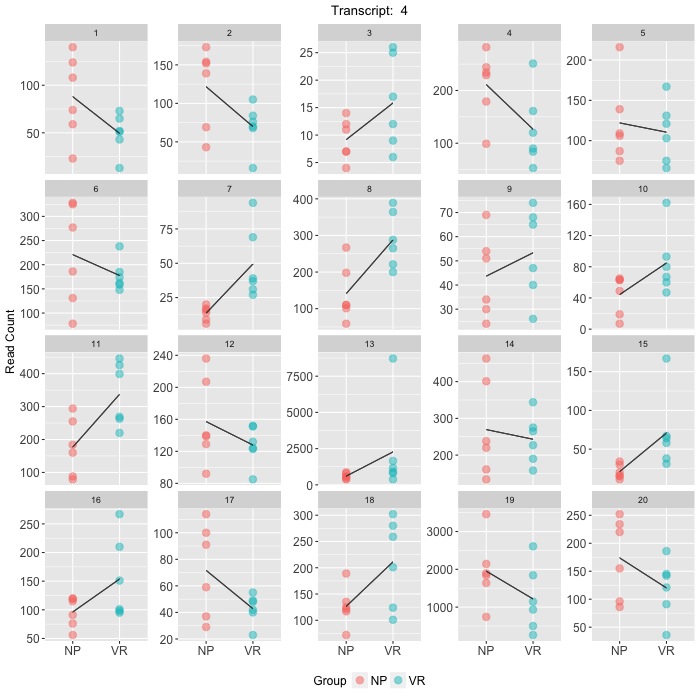 Transcript: 4
1 2 3 4 5
100 50
150 100 50
25 20 15 10 5
200 100
200 150 100
6 7 8 9 10
300 250 200 150 100
75 50 25
400 300 200 100
70 60 50 40 30
160 120 80 40 0
Read Count
11 12 13 14 15
400 300 200 100
240 200 160 120 80
7500 5000 2500 0
400 300 200
150 100 50
16 17 18 19 20
250 200 150 100 50
100 80 60 40 20
300 250 200 150 100
3000 2000 1000
250 200 150 100 50
NP VR NP VR NP VR NP VR NP VR
Group NP VR